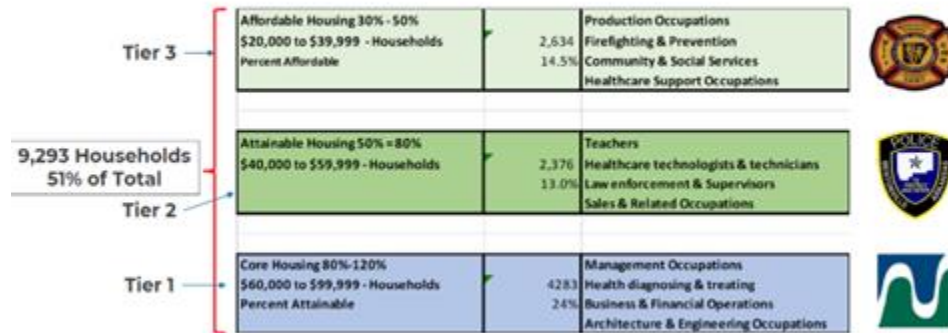 Affordable Housing 30% - 50%
$20,000 to $39,999 - Households
Percent Affordable
2,634
14.5%
Production Occupations
Firefighting & Prevention
Community & Social Services
Healthcare Support Occupations
Tier 3
Attainable Housing 50% = 80%
$40,000 to $59,999 - Households
2,376
13.0%
Teachers
Healthcare technologists & technicians
Law enforcement & Supervisors
Sales & Related Occupations
9,293 Households
51% of Total
Tier 2
POLICE
Core Housing 80%-120%
$60,000 to $99,999 - Households
Percent Attainable
4283
24%
Management Occupations
Health diagnosing & treating
Business & Financial Operations
Architecture & Engineering Occupations
Tier 1